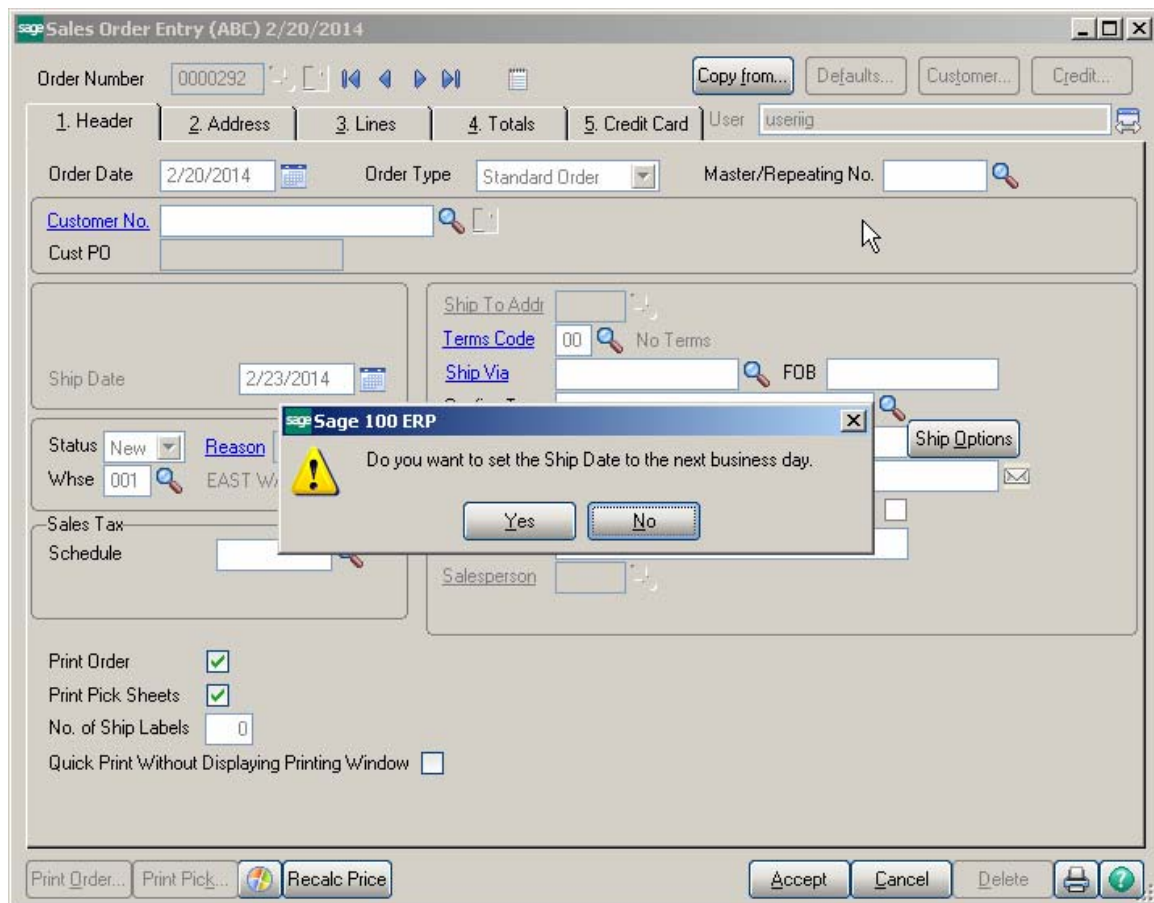 sage Sales Order Entry (ABC) 2/20/2014
Order Number 0000292 Copy from... Defaults... Customer... Credit...
1. Header 2. Address 3. Lines 4. Totals 5. Credit Card User useriig
Order Date 2/20/2014 Order Type Standard Order Master/Repeating No.
Customer No.
Cust PO
Ship To Addr
Terms Code 00 No Terms
Ship Date 2/23/2014 Ship Via FOB
sage Sage 100 ERP
Status New Reason Do you want to set the Ship Date to the next business day. Ship Options
Whse 001 EAST
Yes No
Sales Tax
Schedule
Salesperson
Print Order
Print Pick Sheets
No. of Ship Labels 0
Quick Print Without Displaying Printing Window
Print Order... Print Pick... Recalc Price Accept Cancel Delete